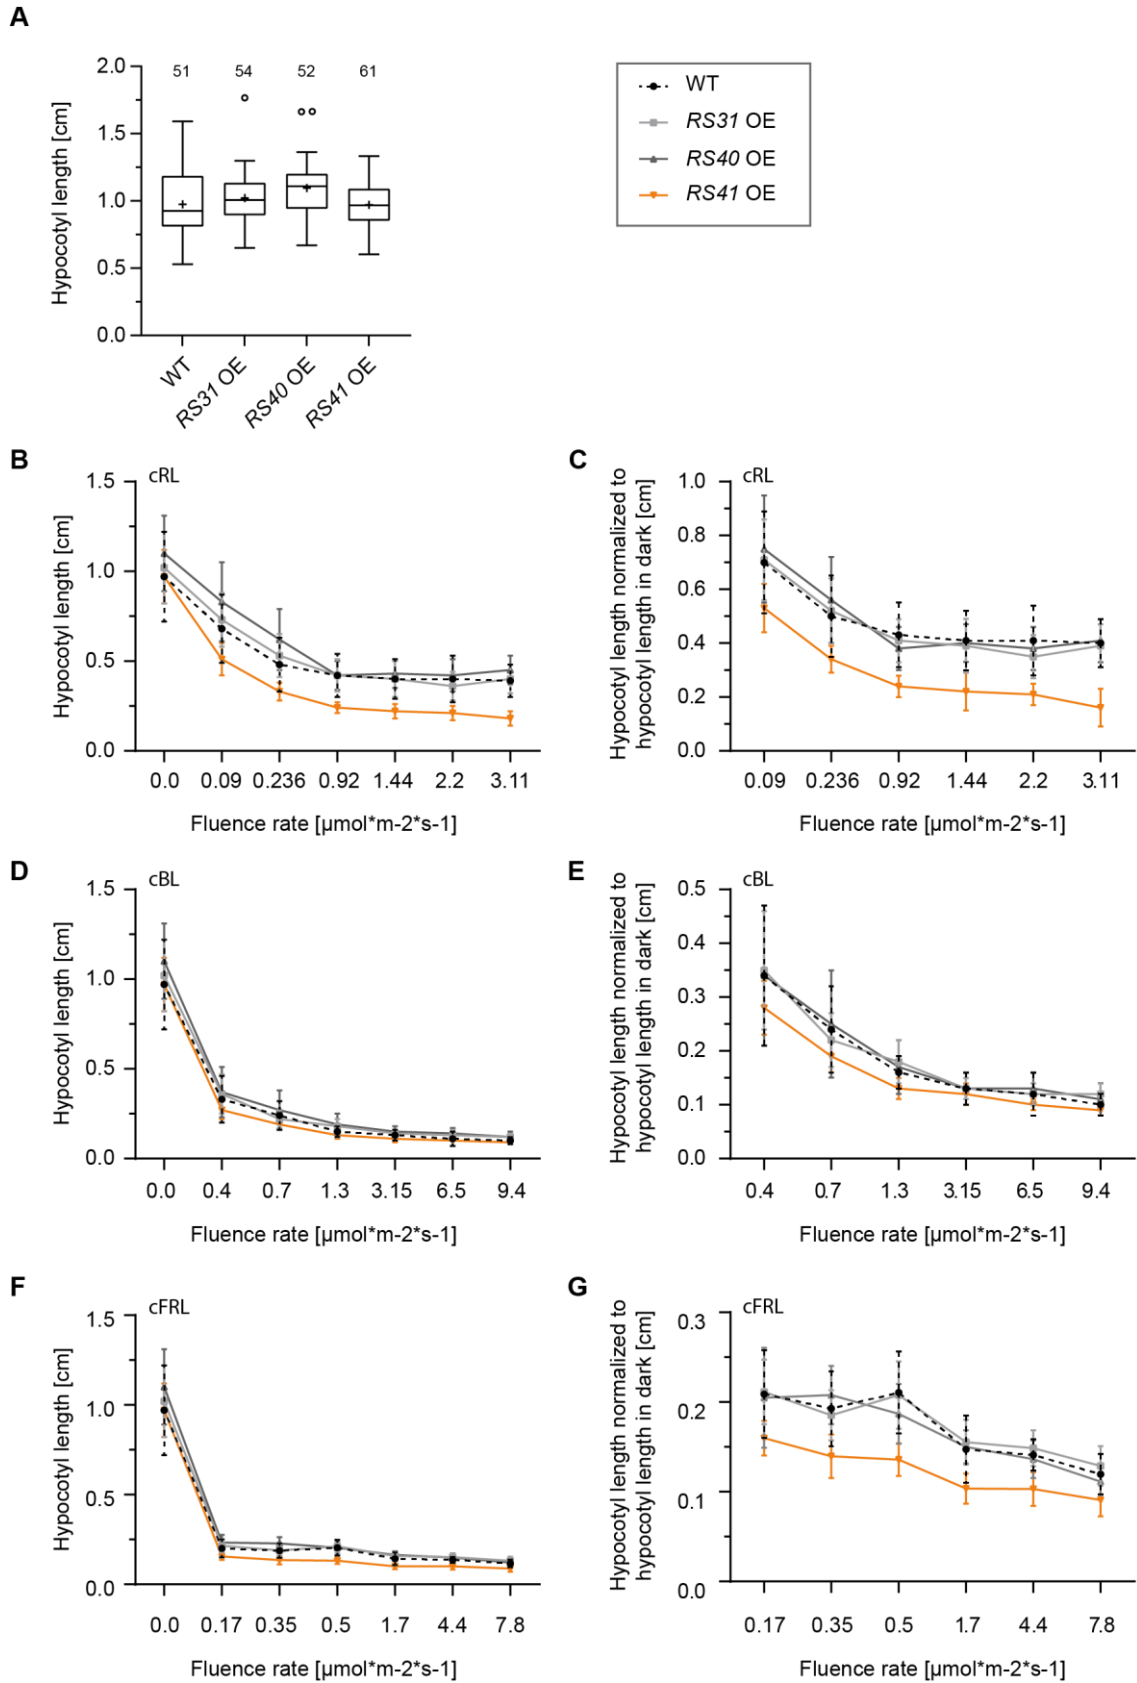 A
2.0
1.5
1.0
0.5
0.0
Hypocotyl length [cm]
51
54
52
61
WT
RS31 OE
RS40 OE
RS41 OE
WT
RS31 OE
RS40 OE
RS41 OE
B
cRL
1.5
1.0
0.5
0.0
Hypocotyl length [cm]
0.0 0.09 0.236 0.92 1.44 2.2 3.11
Fluence rate [µmol*m-2*s-1]
C
cRL
1.0
0.8
0.6
0.4
0.2
0.0
Hypocotyl length normalized to
hypocotyl length in dark [cm]
0.09 0.236 0.92 1.44 2.2 3.11
Fluence rate [µmol*m-2*s-1]
D
cBL
1.5
1.0
0.5
0.0
Hypocotyl length [cm]
0.0 0.4 0.7 1.3 3.15 6.5 9.4
Fluence rate [µmol*m-2*s-1]
E
cBL
0.5
0.4
0.3
0.2
0.1
0.0
Hypocotyl length normalized to
hypocotyl length in dark [cm]
0.4 0.7 1.3 3.15 6.5 9.4
Fluence rate [µmol*m-2*s-1]
F
cFRL
1.5
1.0
0.5
0.0
Hypocotyl length [cm]
0.0 0.17 0.35 0.5 1.7 4.4 7.8
Fluence rate [µmol*m-2*s-1]
G
cFRL
0.3
0.2
0.1
0.0
Hypocotyl length normalized to
hypocotyl length in dark [cm]
0.17 0.35 0.5 1.7 4.4 7.8
Fluence rate [µmol*m-2*s-1]